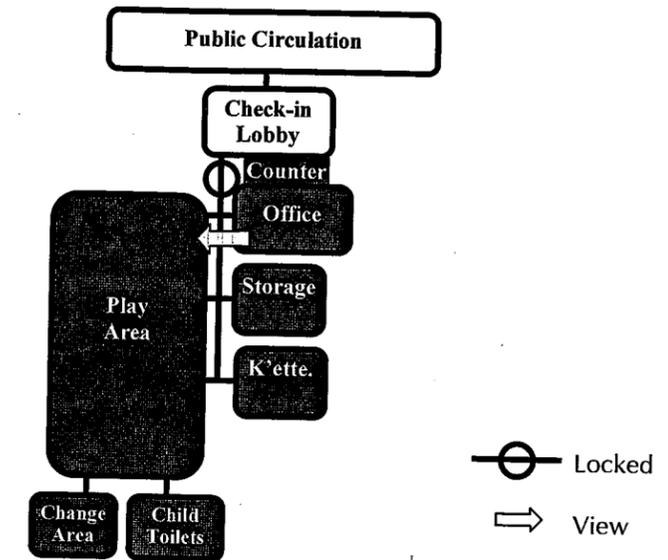 Public Circulation
Check-in
Lobby
Counter
Office
Storage
Play
Area
K'ette.
Change
Area
Child
Toilets
Locked
View